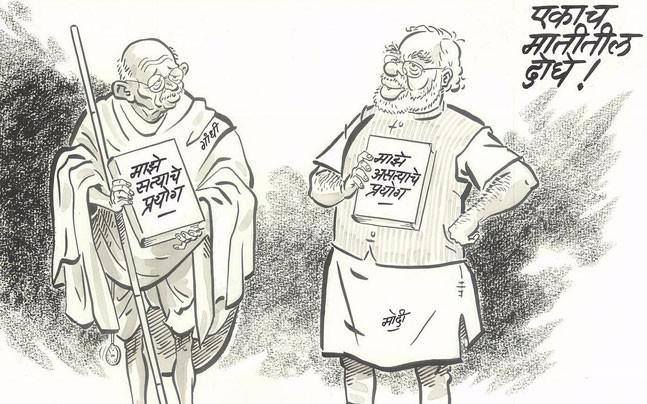 एकाच
मातीतील
दोघे!
गांधी
माझे
सत्याचे
प्रयोग
माझे
असत्याचे
प्रयोग
मोदी